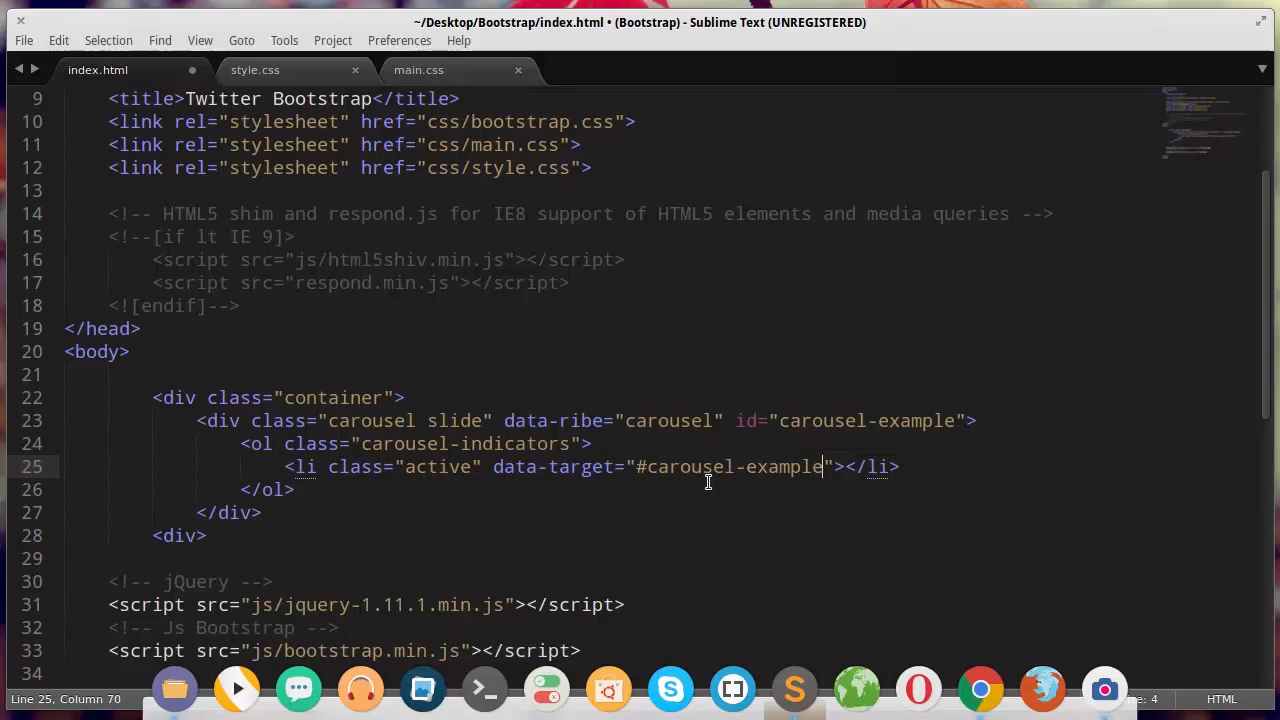 ~/Desktop/Bootstrap/index.html • (Bootstrap) - Sublime Text (UNREGISTERED)
File Edit Selection Find View Goto Tools Project Preferences Help
index.html style.css main.css
9 <title>Twitter Bootstrap</title>
10 <link rel="stylesheet" href="css/bootstrap.css">
11 <link rel="stylesheet" href="css/main.css">
12 <link rel="stylesheet" href="css/style.css">
13
14 <!-- HTML5 shim and respond.js for IE8 support of HTML5 elements and media queries -->
15 <!--[if lt IE 9]>
16 <script src="js/html5shiv.min.js"></script>
17 <script src="respond.min.js"></script>
18 <![endif]-->
19 </head>
20 <body>
21
22 <div class="container">
23 <div class="carousel slide" data-ribe="carousel" id="carousel-example">
24 <ol class="carousel-indicators">
25 <li class="active" data-target="#carousel-example"></li>
26 </ol>
27 </div>
28 <div>
29
30 <!-- jQuery -->
31 <script src="js/jquery-1.11.1.min.js"></script>
32 <!-- Js Bootstrap -->
33 <script src="js/bootstrap.min.js"></script>
34
Line 25, Column 70 4 HTML